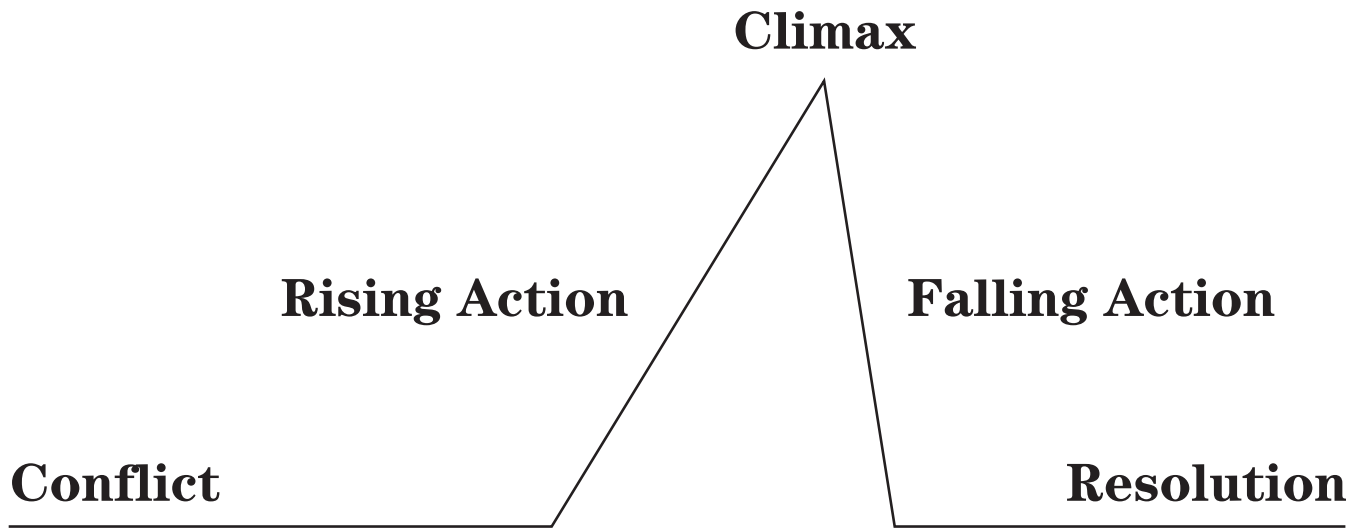 Climax
Rising Action
Falling Action
Conflict
Resolution